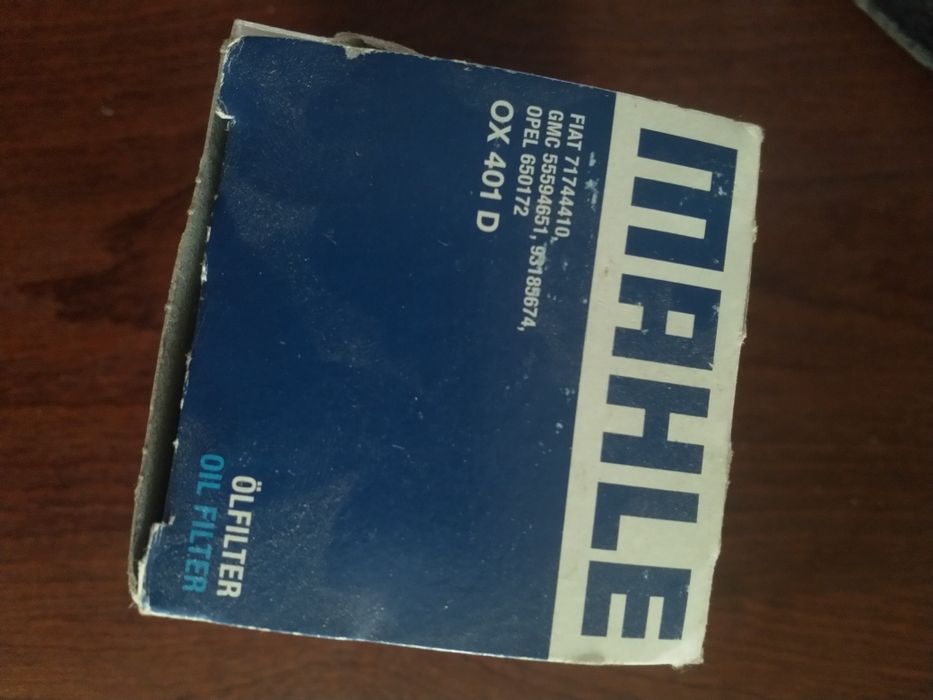 MAHLE
FIAT 71744410,
GMC 55594651, 93185674,
OPEL 650172
OX 401 D
ÖLFILTER
OIL FILTER